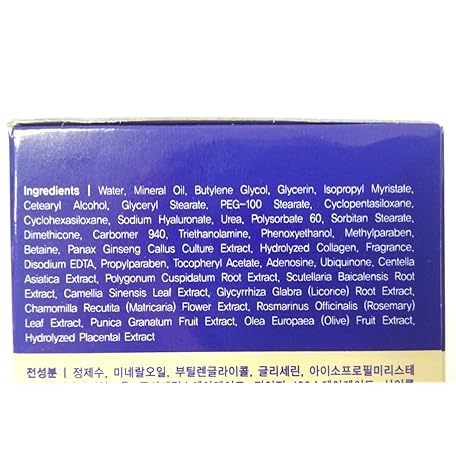 Ingredients | Water, Mineral Oil, Butylene Glycol, Glycerin, Isopropyl Myristate,
Cetearyl Alcohol, Glyceryl Stearate, PEG-100 Stearate, Cyclopentasiloxane,
Cyclohexasiloxane, Sodium Hyaluronate, Urea, Polysorbate 60, Sorbitan Stearate,
Dimethicone, Carbomer 940, Triethanolamine, Phenoxyethanol, Methylparaben,
Betaine, Panax Ginseng Callus Culture Extract, Hydrolyzed Collagen, Fragrance,
Disodium EDTA, Propylparaben, Tocopheryl Acetate, Adenosine, Ubiquinone, Centella
Asiatica Extract, Polygonum Cuspidatum Root Extract, Scutellaria Baicalensis Root
Extract, Camellia Sinensis Leaf Extract, Glycyrrhiza Glabra (Licorice) Root Extract,
Chamomilla Recutita (Matricaria) Flower Extract, Rosmarinus Officinalis (Rosemary)
Leaf Extract, Punica Granatum Fruit Extract, Olea Europaea (Olive) Fruit Extract,
Hydrolyzed Placental Extract
전성분 | 정제수, 미네랄오일, 부틸렌글라이콜, 글리세린, 아이소프로필미리스테